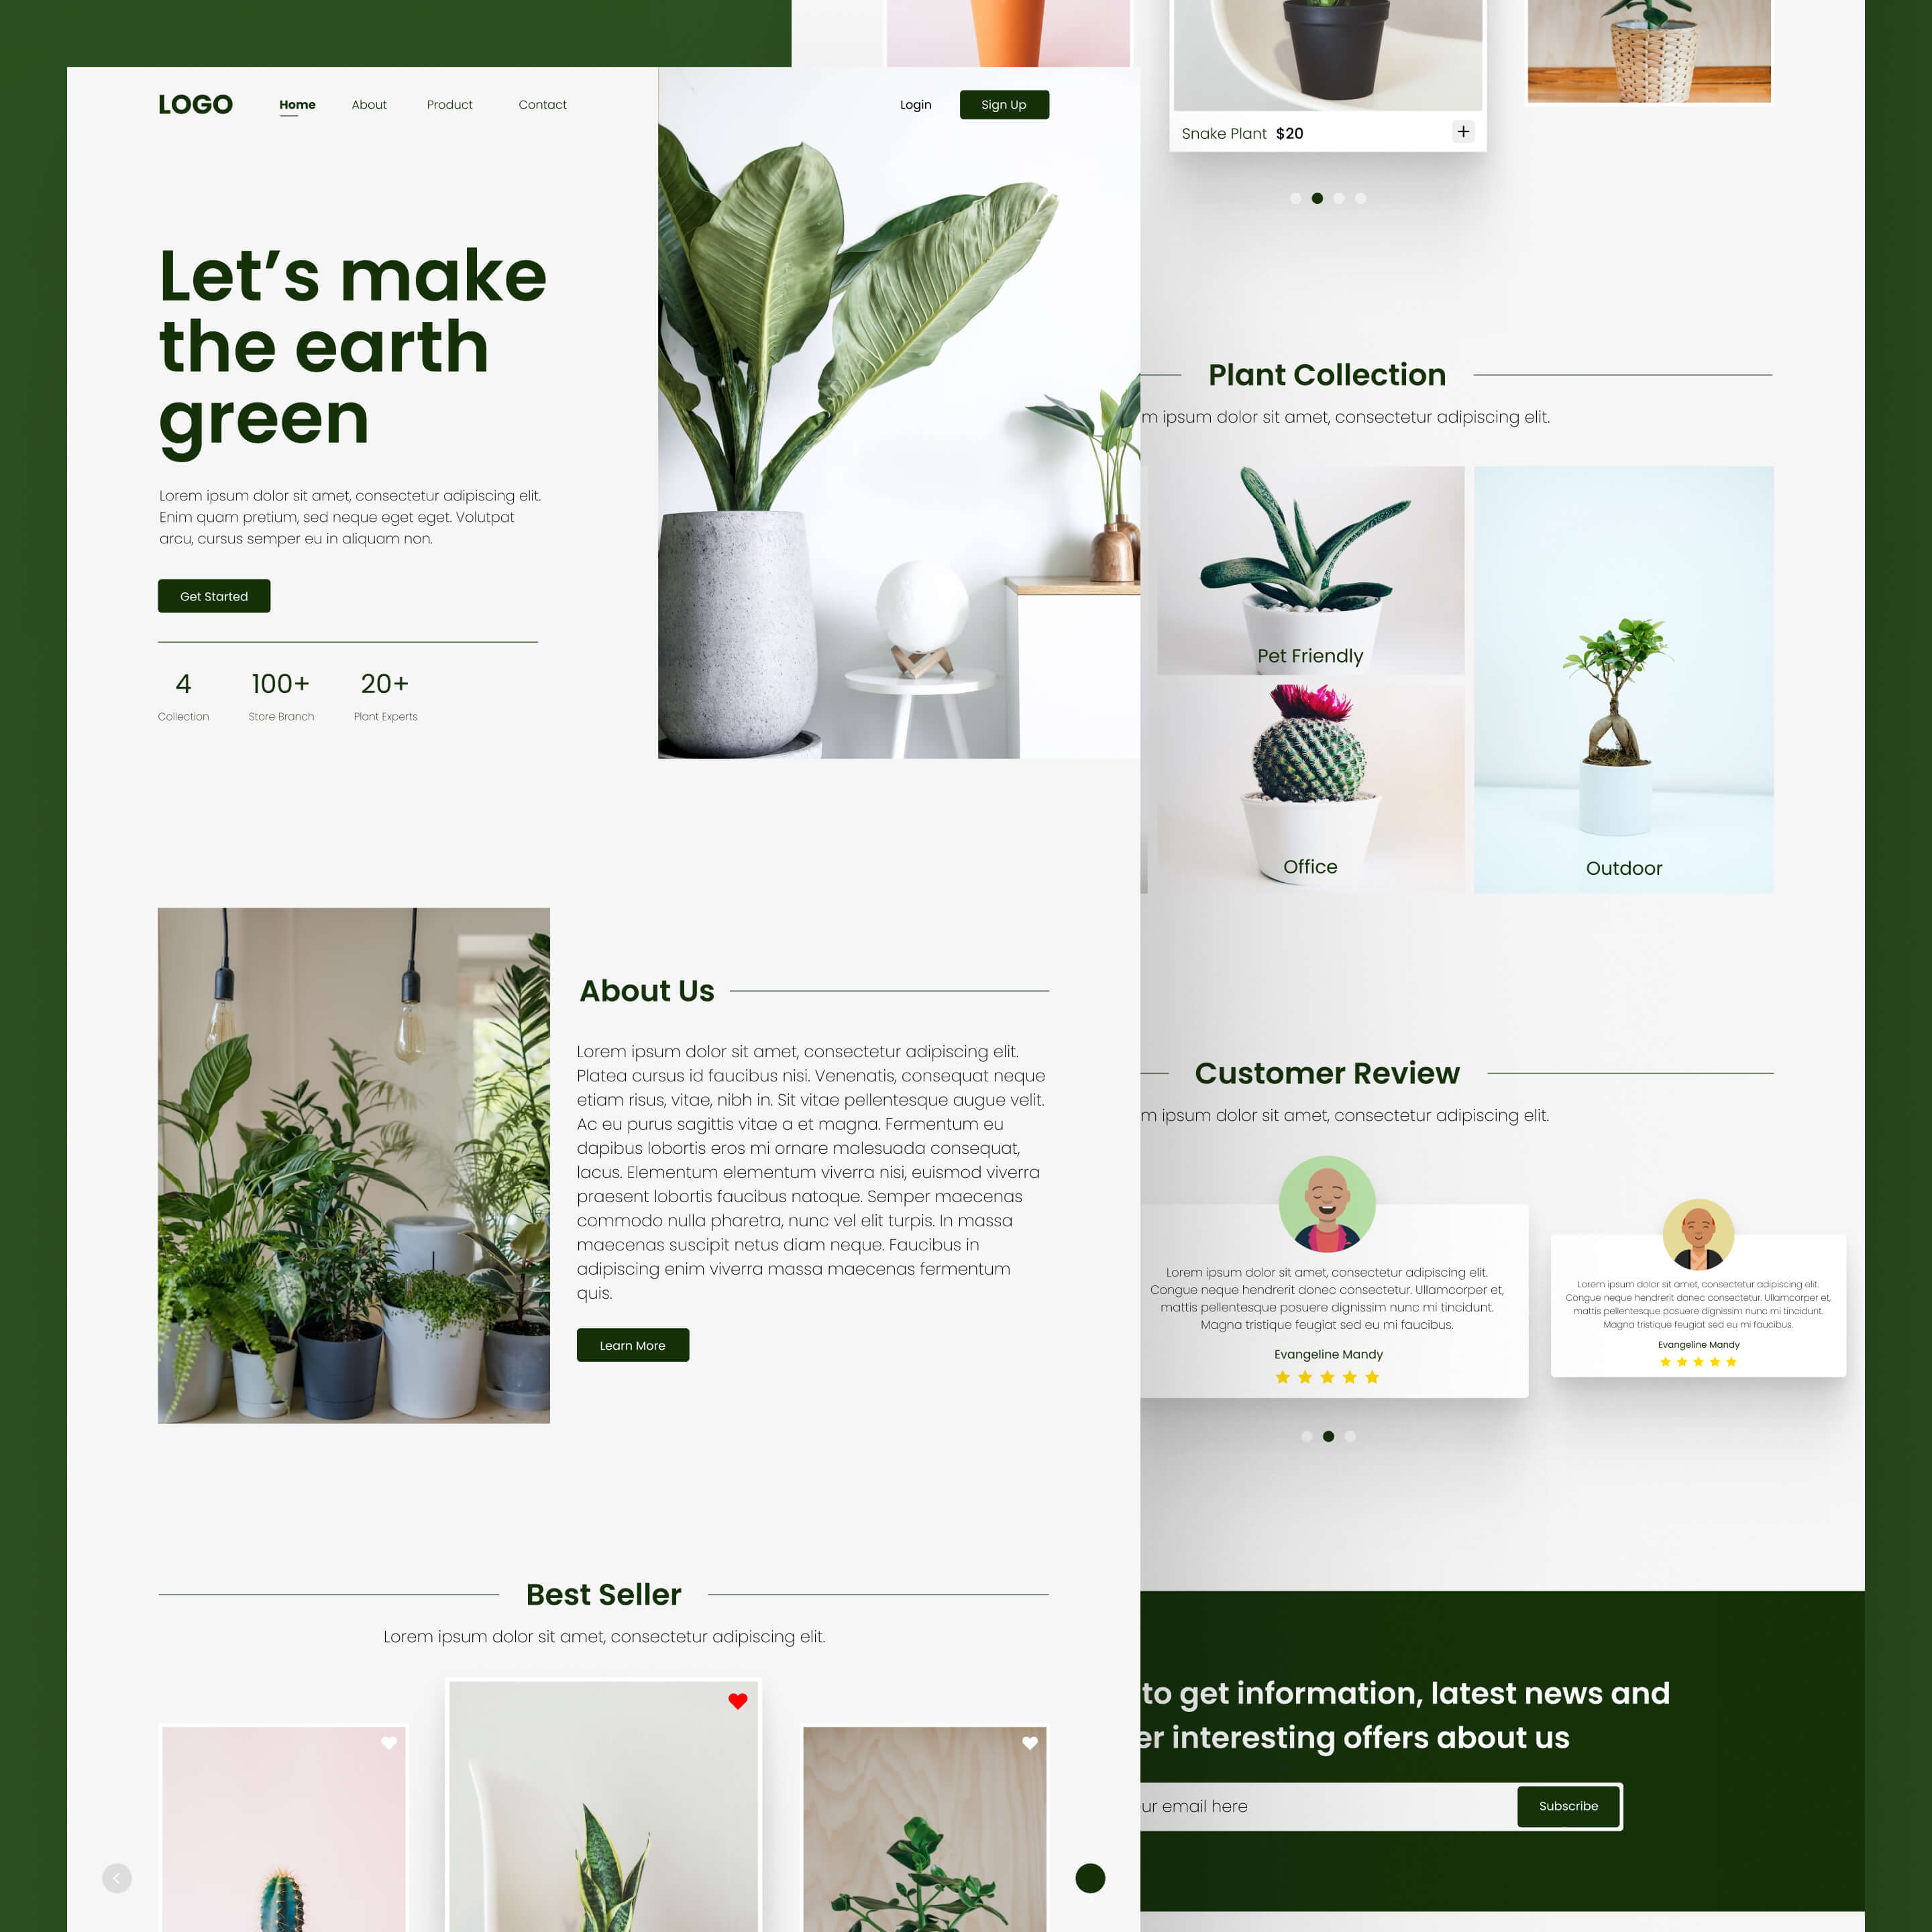 LOGO
Home
About
Product
Contact
Login
Sign Up
Let's make
the earth
green
Lorem ipsum dolor sit amet, consectetur adipiscing elit.
Enim quam pretium, sed neque eget eget. Volutpat
arcu, cursus semper eu in aliquam non.
Get Started
4
Collection
100+
Store Branch
20+
Plant Experts
About Us
Lorem ipsum dolor sit amet, consectetur adipiscing elit.
Platea cursus id faucibus nisi. Venenatis, consequat neque
etiam risus, vitae, nibh in. Sit vitae pellentesque augue velit.
Ac eu purus sagittis vitae a et magna. Fermentum eu
dapibus lobortis eros mi ornare malesuada consequat,
lacus. Elementum elementum viverra nisi, euismod viverra
praesent lobortis faucibus natoque. Semper maecenas
commodo nulla pharetra, nunc vel elit turpis. In massa
maecenas suscipit netus diam neque. Faucibus in
adipiscing enim viverra massa maecenas fermentum
quis.
Learn More
Best Seller
Lorem ipsum dolor sit amet, consectetur adipiscing elit.
Snake Plant $20
+
Plant Collection
m ipsum dolor sit amet, consectetur adipiscing elit.
Pet Friendly
Office
Outdoor
Customer Review
m ipsum dolor sit amet, consectetur adipiscing elit.
Lorem ipsum dolor sit amet, consectetur adipiscing elit.
Congue neque hendrerit donec consectetur. Ullamcorper et,
mattis pellentesque posuere dignissim nunc mi tincidunt.
Magna tristique feugiat sed eu mi faucibus.
Evangeline Mandy
Lorem ipsum dolor sit amet, consectetur adipiscing elit.
Congue neque hendrerit donec consectetur. Ullamcorper et,
mattis pellentesque posuere dignissim nunc mi tincidunt.
Magna tristique feugiat sed eu mi faucibus.
Evangeline Mandy
to get information, latest news and
er interesting offers about us
ur email here
Subscribe